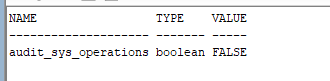 NAME TYPE VALUE
------------------- ------- -----
audit_sys_operations boolean FALSE